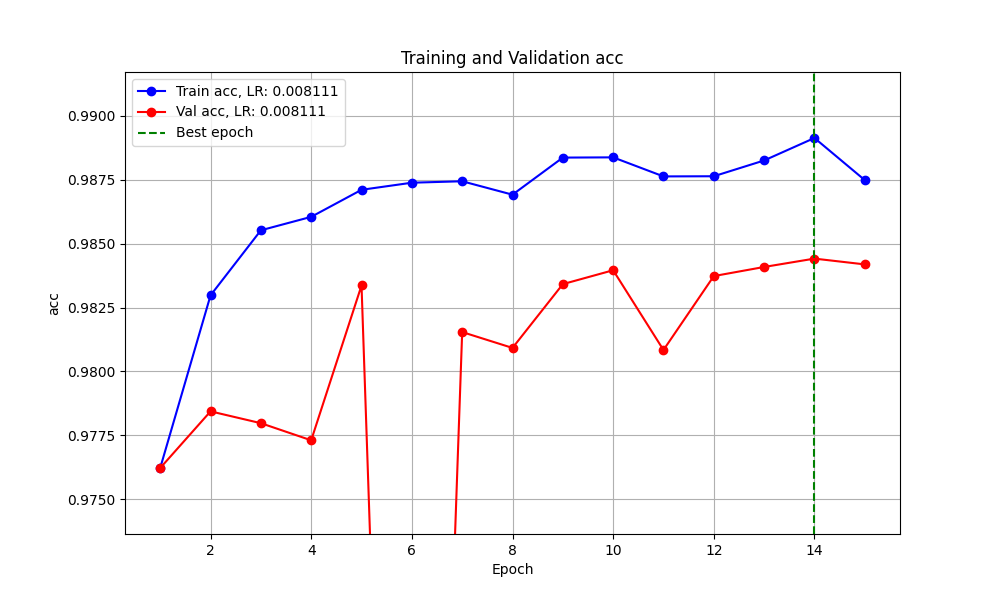 Training and Validation acc
Train acc, LR: 0.008111
Val acc, LR: 0.008111
Best epoch
0.9900
0.9875
0.9850
0.9825
0.9800
0.9775
0.9750
acc
2 4 6 8 10 12 14
Epoch